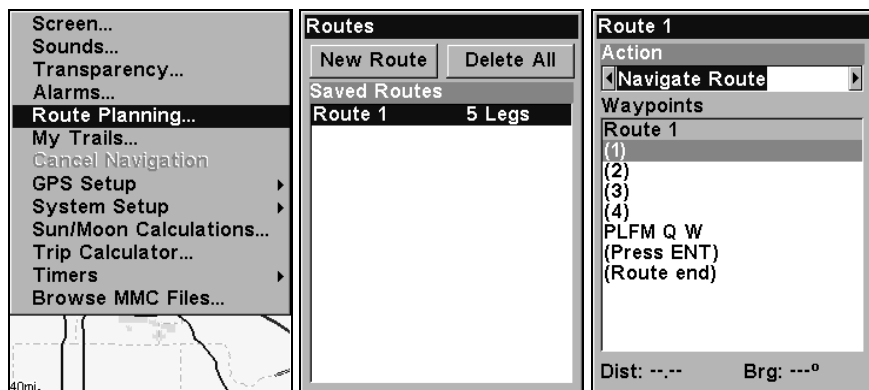 Screen...
Sounds...
Transparency...
Alarms...
Route Planning...
My Trails...
Cancel Navigation
GPS Setup
System Setup
Sun/Moon Calculations...
Trip Calculator...
Timers
Browse MMC Files...
40mi.
Routes
New Route Delete All
Saved Routes
Route 1 5 Legs
Route 1
Action
Navigate Route
Waypoints
Route 1
(1)
(2)
(3)
(4)
PLFM Q W
(Press ENT)
(Route end)
Dist: --.-- Brg: ---º